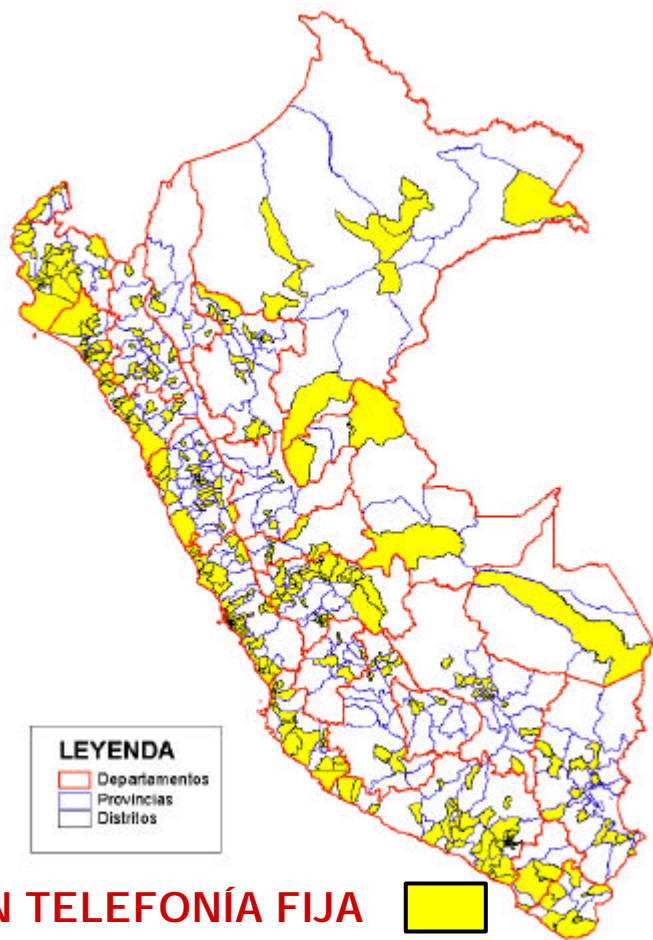 LEYENDA
Departamentos
Provincias
Distritos
N TELEFONÍA FIJA